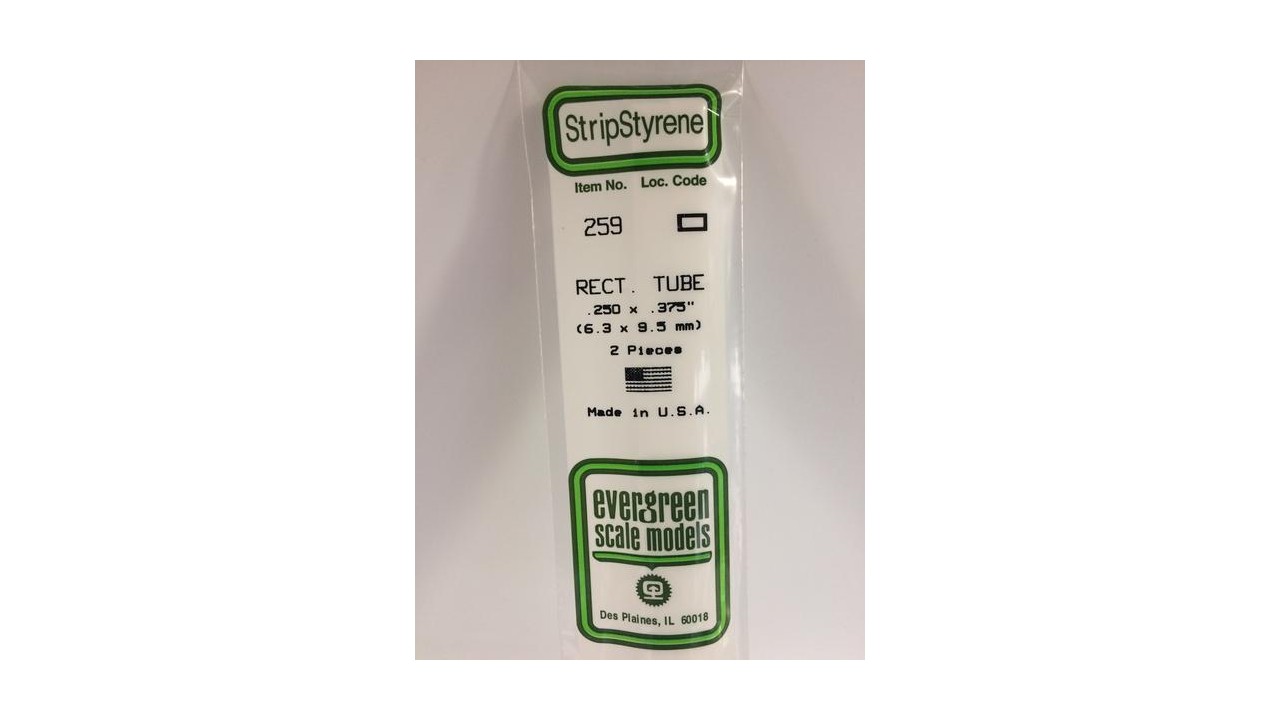 StripStyrene
Item No. Loc. Code
259
RECT. TUBE
.250 x .375"
(6.3 x 9.5 mm)
2 Pieces
Made in U.S.A.
evergreen
scale models
Des Plaines, IL 60018